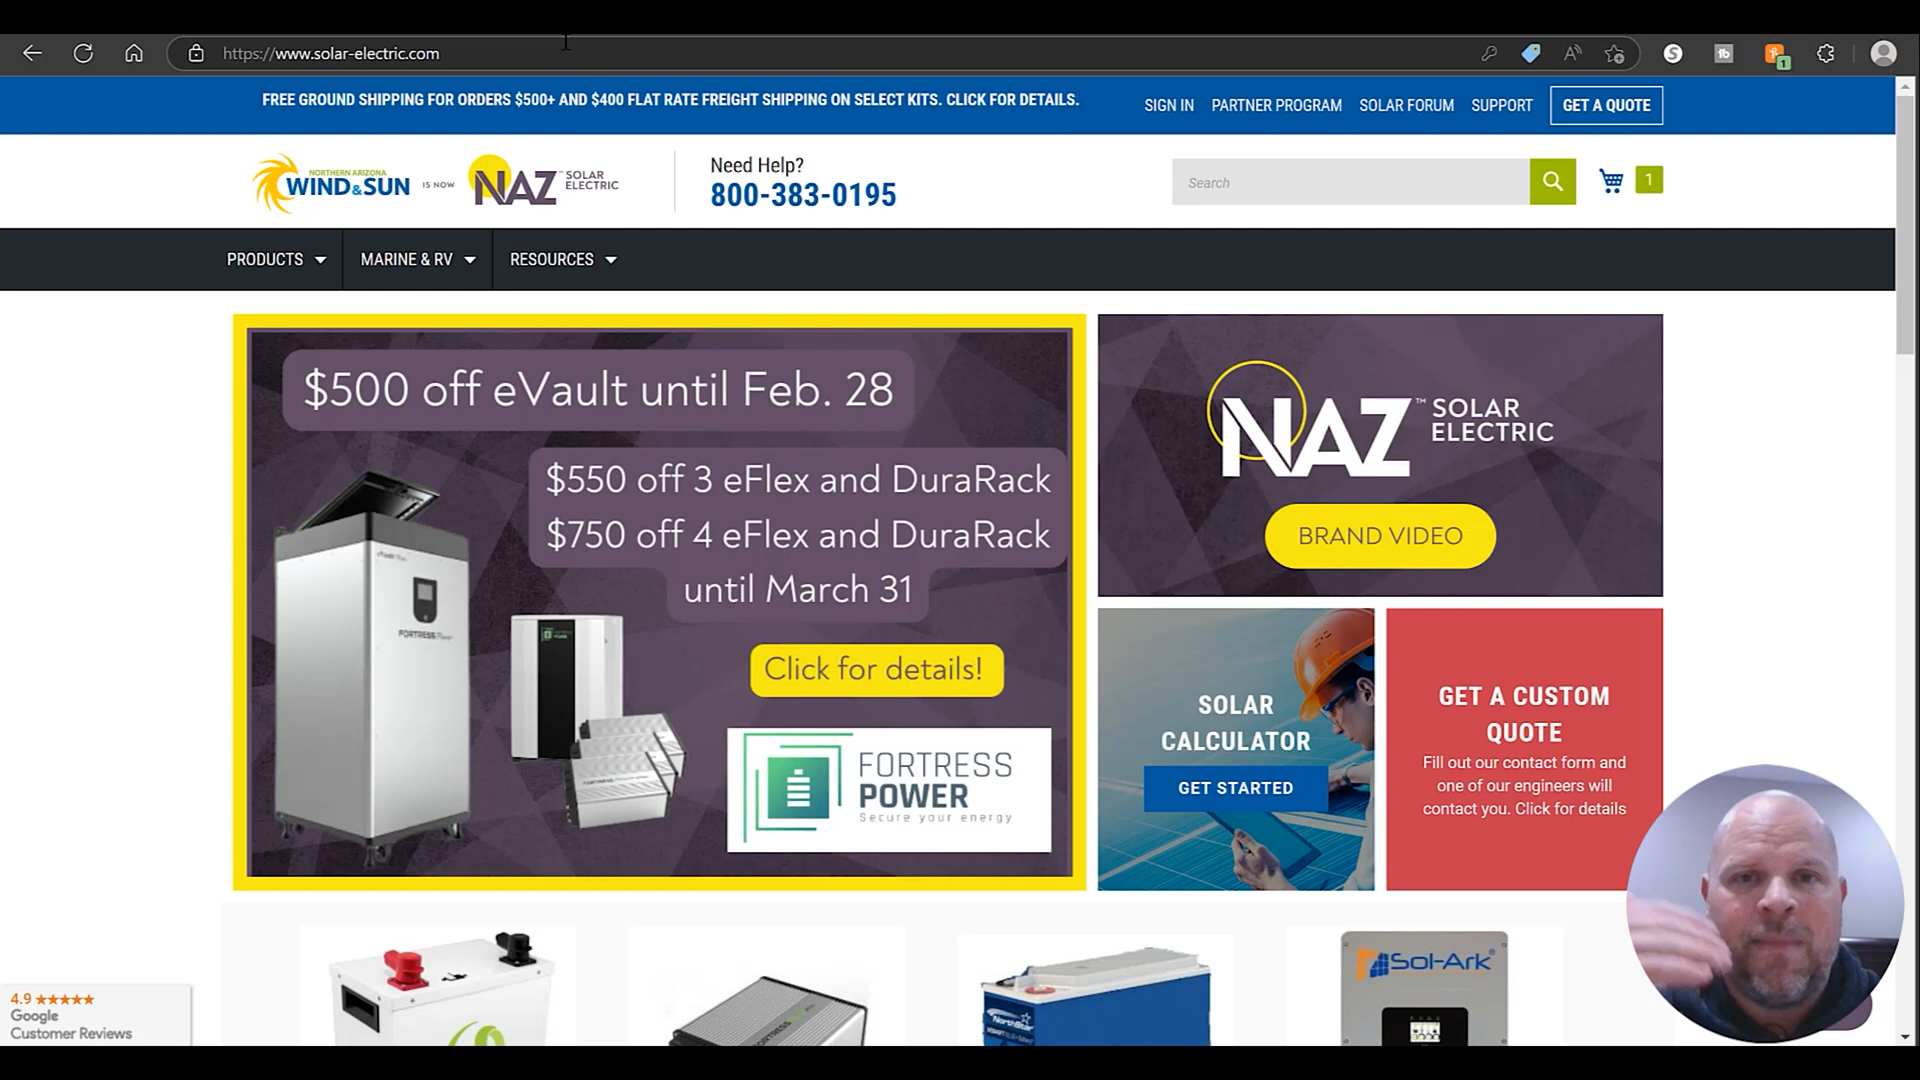 https://www.solar-electric.com
FREE GROUND SHIPPING FOR ORDERS $500+ AND $400 FLAT RATE FREIGHT SHIPPING ON SELECT KITS. CLICK FOR DETAILS.
SIGN IN PARTNER PROGRAM SOLAR FORUM SUPPORT GET A QUOTE
NORTHERN ARIZONA
WIND & SUN IS NOW NAZ™ SOLAR
ELECTRIC
Need Help?
800-383-0195
Search
1
PRODUCTS MARINE & RV RESOURCES
$500 off eVault until Feb. 28
$550 off 3 eFlex and DuraRack
$750 off 4 eFlex and DuraRack
until March 31
Click for details!
FORTRESS
POWER
Secure your energy
FORTRESS Power
NAZ™ SOLAR
ELECTRIC
BRAND VIDEO
SOLAR
CALCULATOR
GET STARTED
GET A CUSTOM
QUOTE
Fill out our contact form and
one of our engineers will
contact you. Click for details
NorthStar
Sol-Ark
4.9 ★★★★★
Google
Customer Reviews